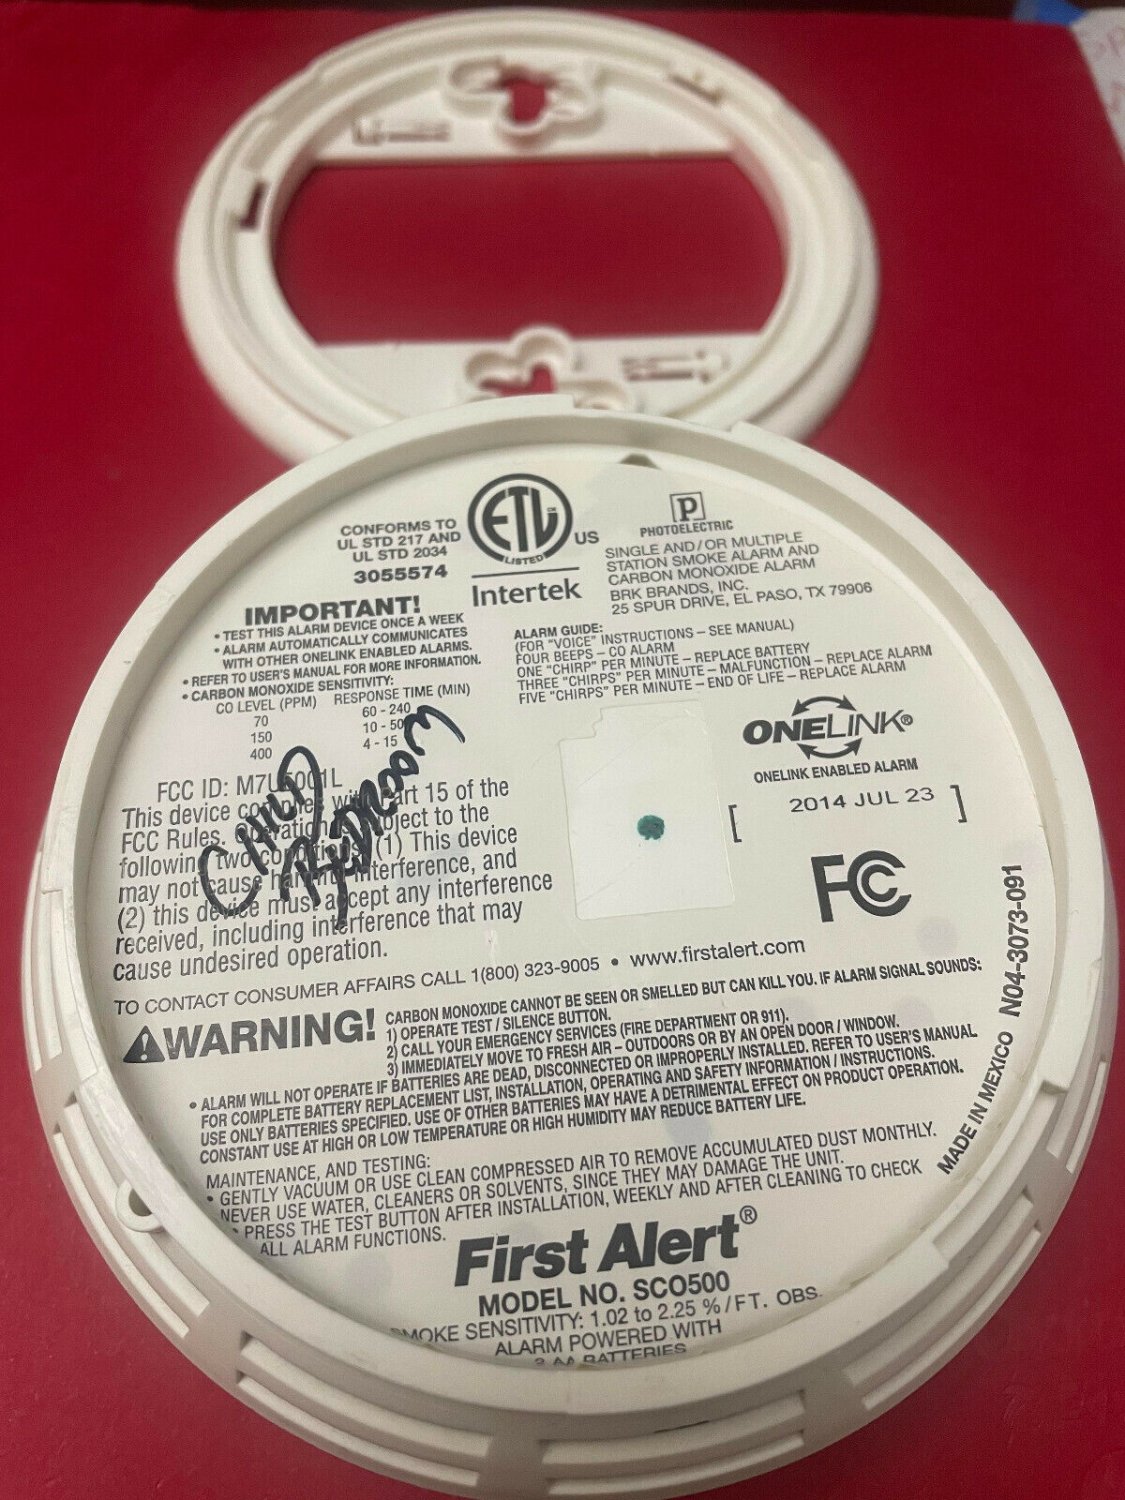 CONFORMS TO
UL STD 217 AND
UL STD 2034
3055574
ETL
CM
US
LISTED
Intertek
P
PHOTOELECTRIC
SINGLE AND/OR MULTIPLE
STATION SMOKE ALARM AND
CARBON MONOXIDE ALARM
BRK BRANDS, INC.
25 SPUR DRIVE, EL PASO, TX 79906
IMPORTANT!
• TEST THIS ALARM DEVICE ONCE A WEEK
• ALARM AUTOMATICALLY COMMUNICATES
WITH OTHER ONELINK ENABLED ALARMS.
• REFER TO USER'S MANUAL FOR MORE INFORMATION.
• CARBON MONOXIDE SENSITIVITY:
CO LEVEL (PPM) RESPONSE TIME (MIN)
70 60 - 240
150 10 - 50
400 4 - 15
ALARM GUIDE:
(FOR "VOICE" INSTRUCTIONS – SEE MANUAL)
FOUR BEEPS – CO ALARM
ONE "CHIRP" PER MINUTE – REPLACE BATTERY
THREE "CHIRPS" PER MINUTE – MALFUNCTION – REPLACE ALARM
FIVE "CHIRPS" PER MINUTE – END OF LIFE – REPLACE ALARM
ONELINK®
ONELINK ENABLED ALARM
[ 2014 JUL 23 ]
FC
FCC ID: M7U5001L
This device complies with Part 15 of the
FCC Rules. Operation is subject to the
following two conditions: (1) This device
may not cause harmful interference, and
(2) this device must accept any interference
received, including interference that may
cause undesired operation.
BEDROOM
TO CONTACT CONSUMER AFFAIRS CALL 1(800) 323-9005 • www.firstalert.com
WARNING!
CARBON MONOXIDE CANNOT BE SEEN OR SMELLED BUT CAN KILL YOU. IF ALARM SIGNAL SOUNDS:
1) OPERATE TEST / SILENCE BUTTON.
2) CALL YOUR EMERGENCY SERVICES (FIRE DEPARTMENT OR 911).
3) IMMEDIATELY MOVE TO FRESH AIR – OUTDOORS OR BY AN OPEN DOOR / WINDOW.
• ALARM WILL NOT OPERATE IF BATTERIES ARE DEAD, DISCONNECTED OR IMPROPERLY INSTALLED. REFER TO USER'S MANUAL
FOR COMPLETE BATTERY REPLACEMENT LIST, INSTALLATION, OPERATING AND SAFETY INFORMATION / INSTRUCTIONS.
USE ONLY BATTERIES SPECIFIED. USE OF OTHER BATTERIES MAY HAVE A DETRIMENTAL EFFECT ON PRODUCT OPERATION.
CONSTANT USE AT HIGH OR LOW TEMPERATURE OR HIGH HUMIDITY MAY REDUCE BATTERY LIFE.
MAINTENANCE, AND TESTING:
• GENTLY VACUUM OR USE CLEAN COMPRESSED AIR TO REMOVE ACCUMULATED DUST MONTHLY.
NEVER USE WATER, CLEANERS OR SOLVENTS, SINCE THEY MAY DAMAGE THE UNIT.
• PRESS THE TEST BUTTON AFTER INSTALLATION, WEEKLY AND AFTER CLEANING TO CHECK
ALL ALARM FUNCTIONS.
MADE IN MEXICO N04-3073-091
First Alert®
MODEL NO. SCO500
SMOKE SENSITIVITY: 1.02 to 2.25 %/FT. OBS.
ALARM POWERED WITH
2 AA BATTERIES